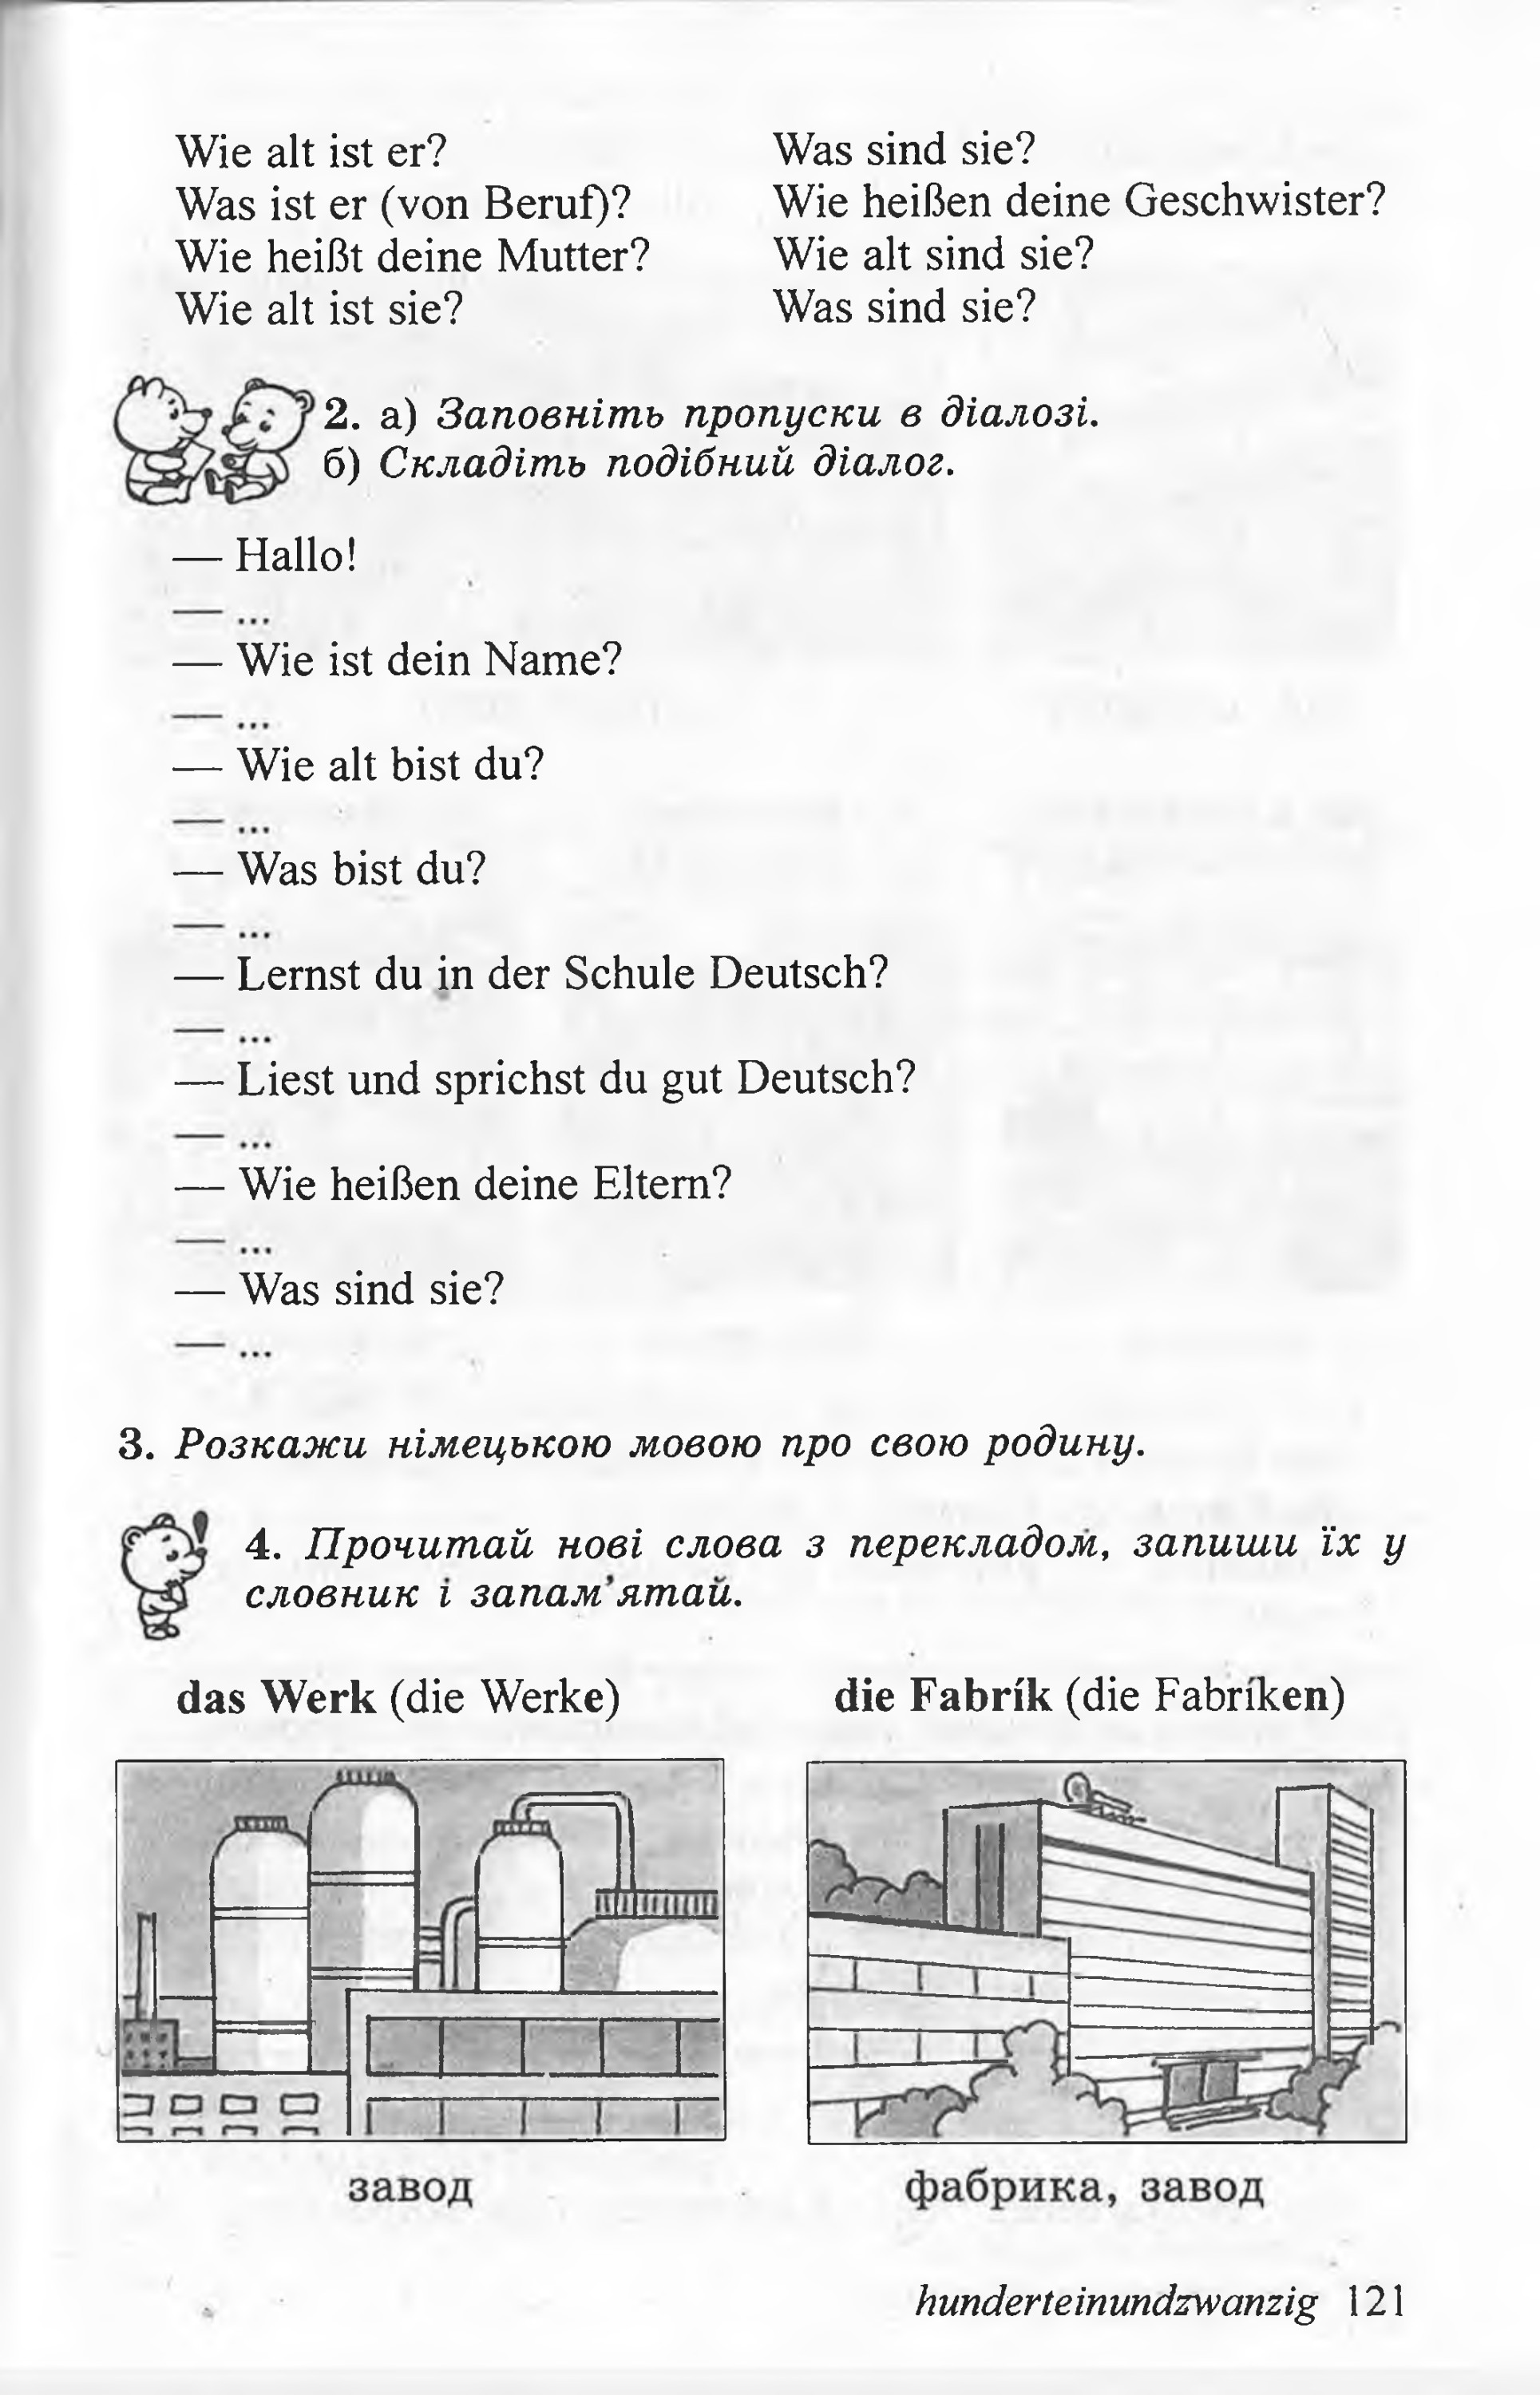 Wie alt ist er?
Was ist er (von Beruf)?
Wie heißt deine Mutter?
Wie alt ist sie?
Was sind sie?
Wie heißen deine Geschwister?
Wie alt sind sie?
Was sind sie?
2. а) Заповніть пропуски в діалозі.
б) Складіть подібний діалог.
— Hallo!
— ...
— Wie ist dein Name?
— ...
— Wie alt bist du?
— ...
— Was bist du?
— ...
— Lernst du in der Schule Deutsch?
— ...
— Liest und sprichst du gut Deutsch?
— ...
— Wie heißen deine Eltern?
— ...
— Was sind sie?
— ...
3. Розкажи німецькою мовою про свою родину.
4. Прочитай нові слова з перекладом, запиши їх у
словник і запам’ятай.
das Werk (die Werke)
die Fabrík (die Fabríken)
завод
фабрика, завод
hunderteinundzwanzig 121